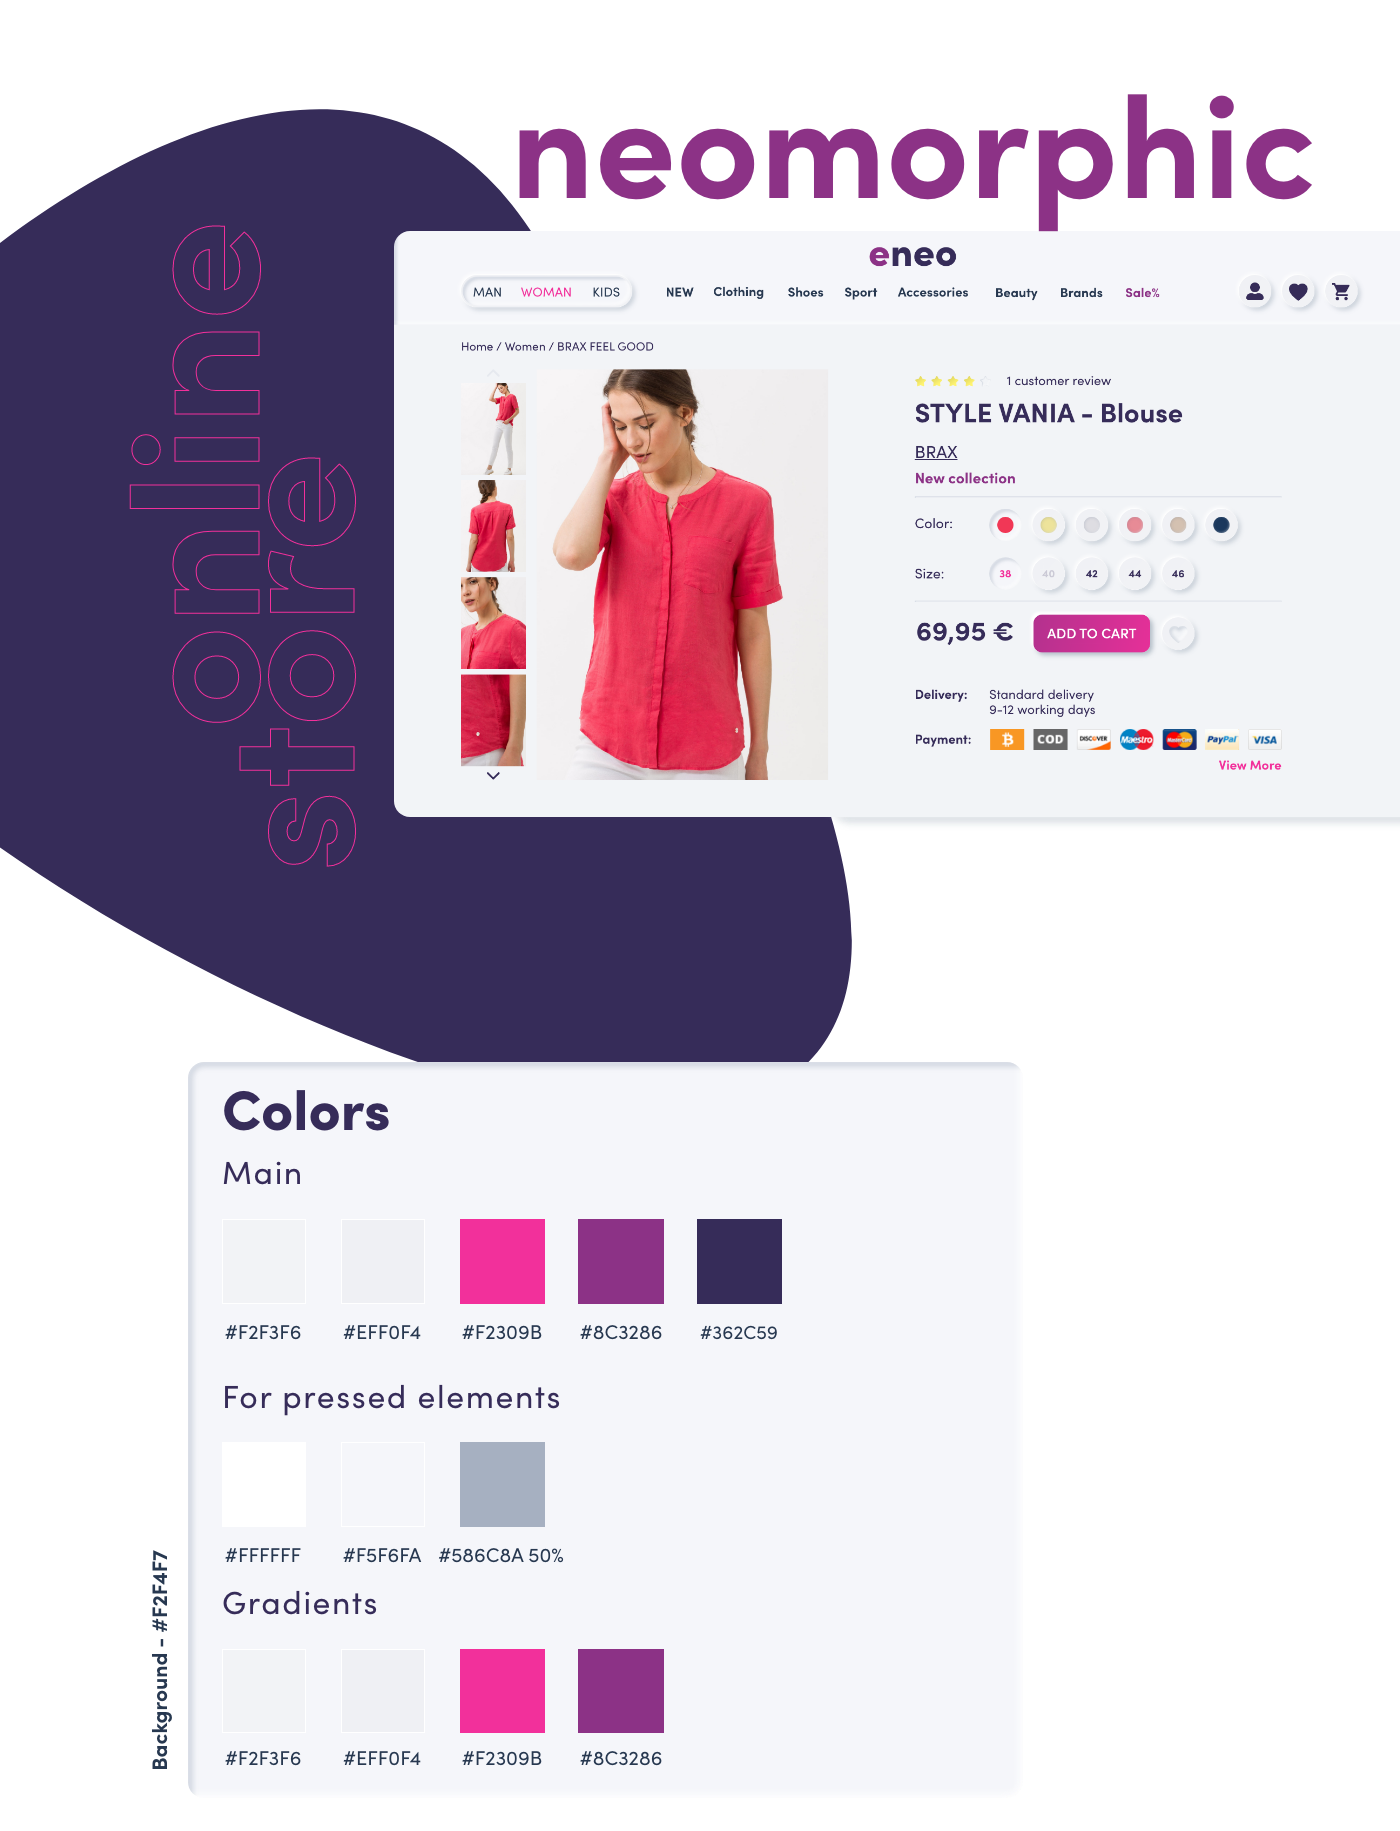 neomorphic
online
store
eneo
MAN WOMAN KIDS NEW Clothing Shoes Sport Accessories Beauty Brands Sale%
Home / Women / BRAX FEEL GOOD
1 customer review
STYLE VANIA - Blouse
BRAX
New collection
Color:
Size: 38 40 42 44 46
69,95 € ADD TO CART
Delivery: Standard delivery
9-12 working days
Payment: COD DISCOVER Maestro MasterCard PayPal VISA
View More
Colors
Main
#F2F3F6 #EFF0F4 #F2309B #8C3286 #362C59
For pressed elements
#FFFFFF #F5F6FA #586C8A 50%
Gradients
#F2F3F6 #EFF0F4 #F2309B #8C3286
Background - #F2F4F7